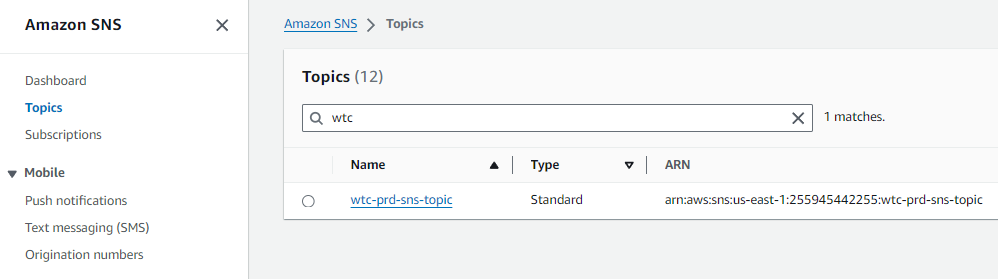 Amazon SNS
Amazon SNS > Topics
Dashboard
Topics
Subscriptions
Mobile
Push notifications
Text messaging (SMS)
Origination numbers
Topics (12)
wtc
1 matches.
Name Type ARN
wtc-prd-sns-topic Standard arn:aws:sns:us-east-1:255945442255:wtc-prd-sns-topic